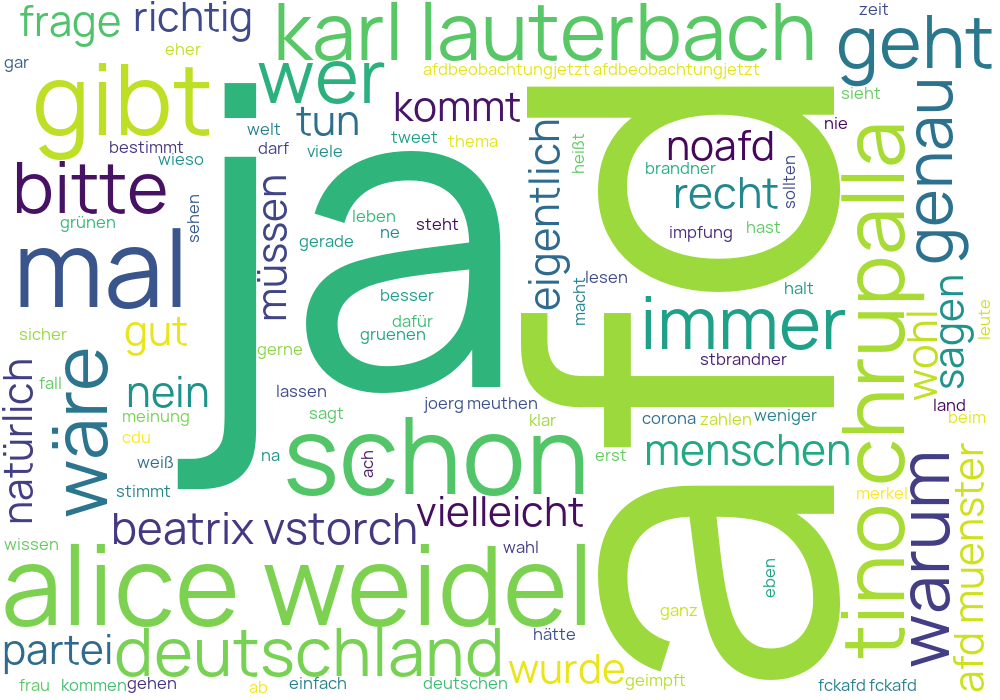 frage
richtig
karl lauterbach
zeit
eher
gar
wer
afdbeobachtungjetzt afdbeobachtungjetzt
geht
gibt
kommt
sieht
tun
welt
tweet
thema
nie
bestimmt
darf
viele
wieso
ja
afd
eigentlich
heißt
noafd
genau
bitte
brandner
recht
sollten
müssen
sehen
leben
grünen
ne
steht
impfung
hast
gerade
tinochrupalla
mal
macht
lesen
halt
besser
dafür
gruenen
immer
sicher
gut
gerne
stbrandner
wohl
sagen
leute
natürlich
fall
wäre
nein
lassen
joerg meuthen
land
meinung
sagt
klar
corona
zahlen
weniger
beim
cdu
schon
menschen
weiß
na
ach
erst
stimmt
merkel
warum
afd muenster
beatrix vstorch
vielleicht
wissen
wahl
alice weidel
eben
ganz
hätte
partei
deutschland
wurde
geimpft
frau
kommen
gehen
ab
einfach
deutschen
fckafd fckafd